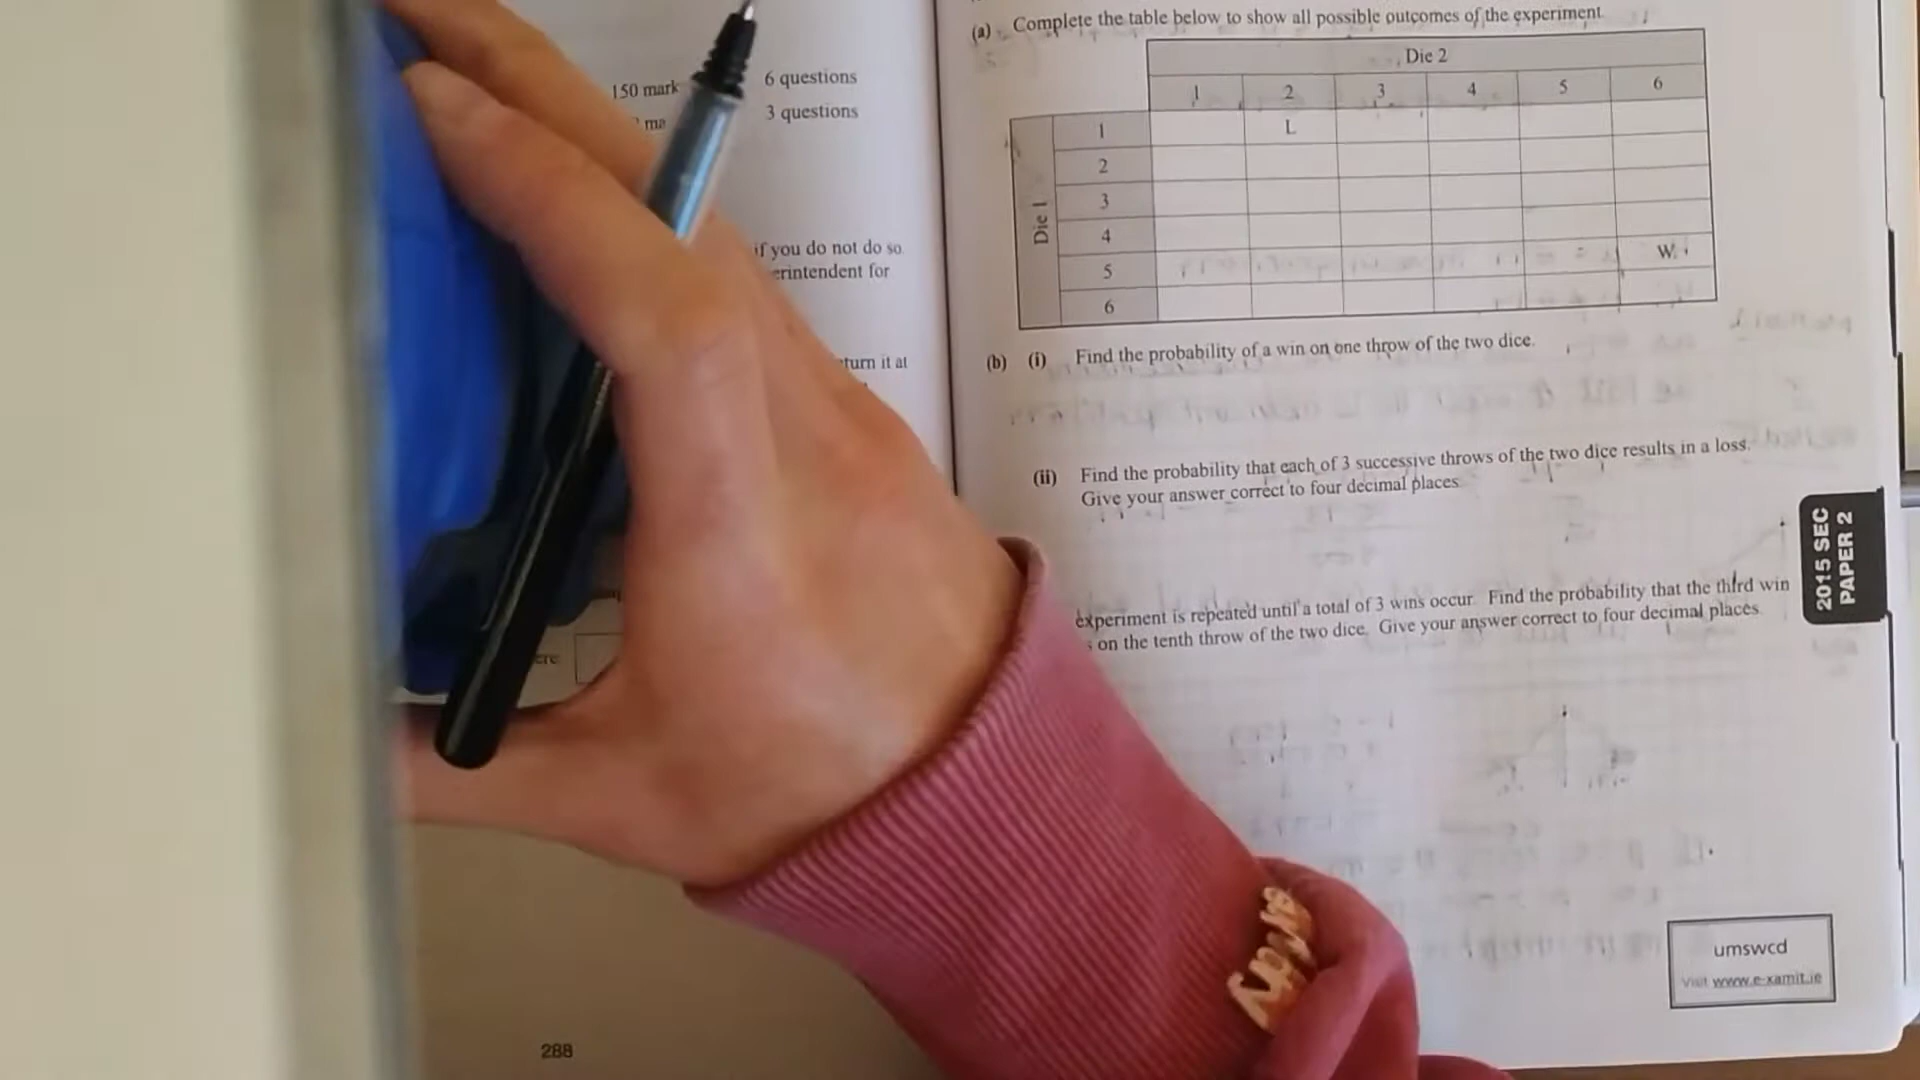 150 mark 6 questions
ma 3 questions
if you do not do so
erintendent for
turn it at
ere
288
(a) Complete the table below to show all possible outcomes of the experiment.
Die 2
1 2 3 4 5 6
Die 1
1 L
2
3
4
5 W
6
(b) (i) Find the probability of a win on one throw of the two dice.
(ii) Find the probability that each of 3 successive throws of the two dice results in a loss.
Give your answer correct to four decimal places.
experiment is repeated until a total of 3 wins occur. Find the probability that the third win
s on the tenth throw of the two dice. Give your answer correct to four decimal places.
2015 SEC
PAPER 2
umswcd
Visit www.e-xamit.ie